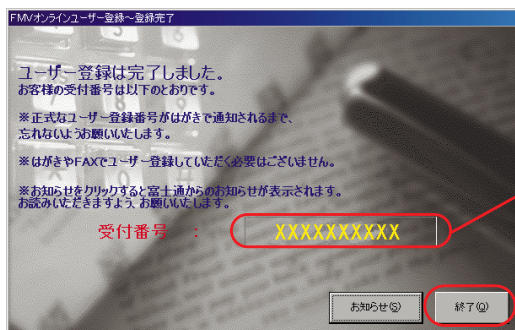 FMVオンラインユーザー登録～登録完了
ユーザー登録は完了しました。
お客様の受付番号は以下のとおりです。
※正式なユーザー登録番号がはがきで通知されるまで、
忘れないようお願いいたします。
※はがきやFAXでユーザー登録していただく必要はございません。
※お知らせをクリックすると富士通からのお知らせが表示されます。
お読みいただきますよう、お願いいたします。
受付番号 : XXXXXXXXXX
お知らせ(S) 終了(Q)